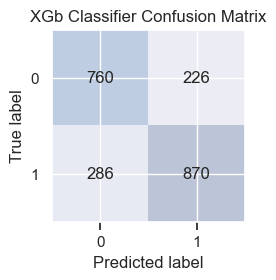 XGb Classifier Confusion Matrix
0 760 226
1 286 870
True label
0 1
Predicted label